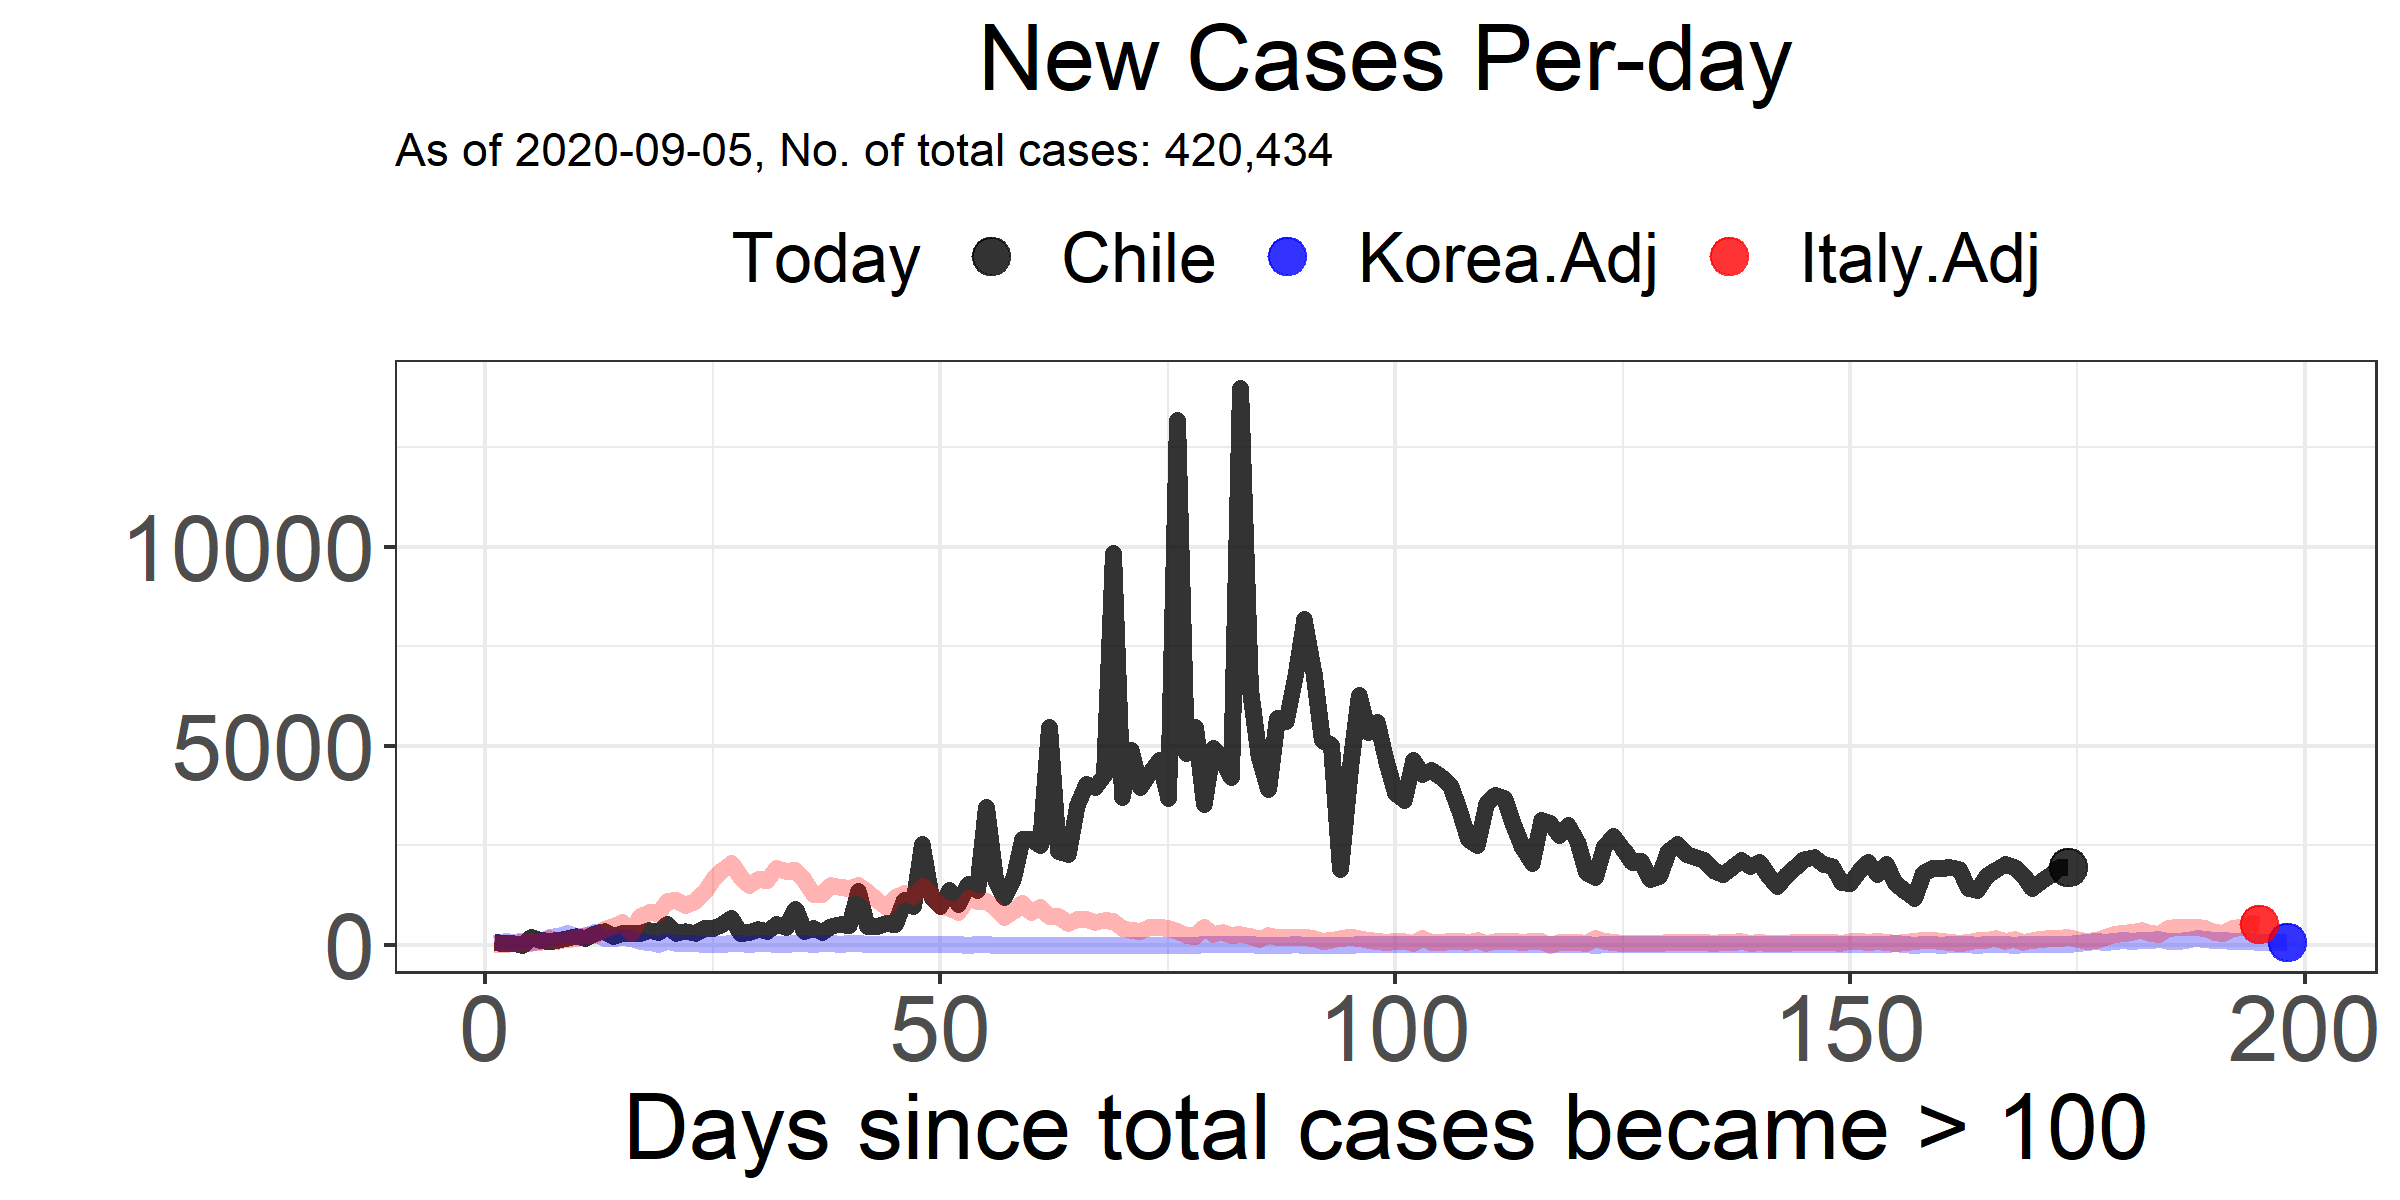 New Cases Per-day
As of 2020-09-05, No. of total cases: 420,434
Today Chile Korea.Adj Italy.Adj
10000
5000
0
0 50 100 150 200
Days since total cases became > 100